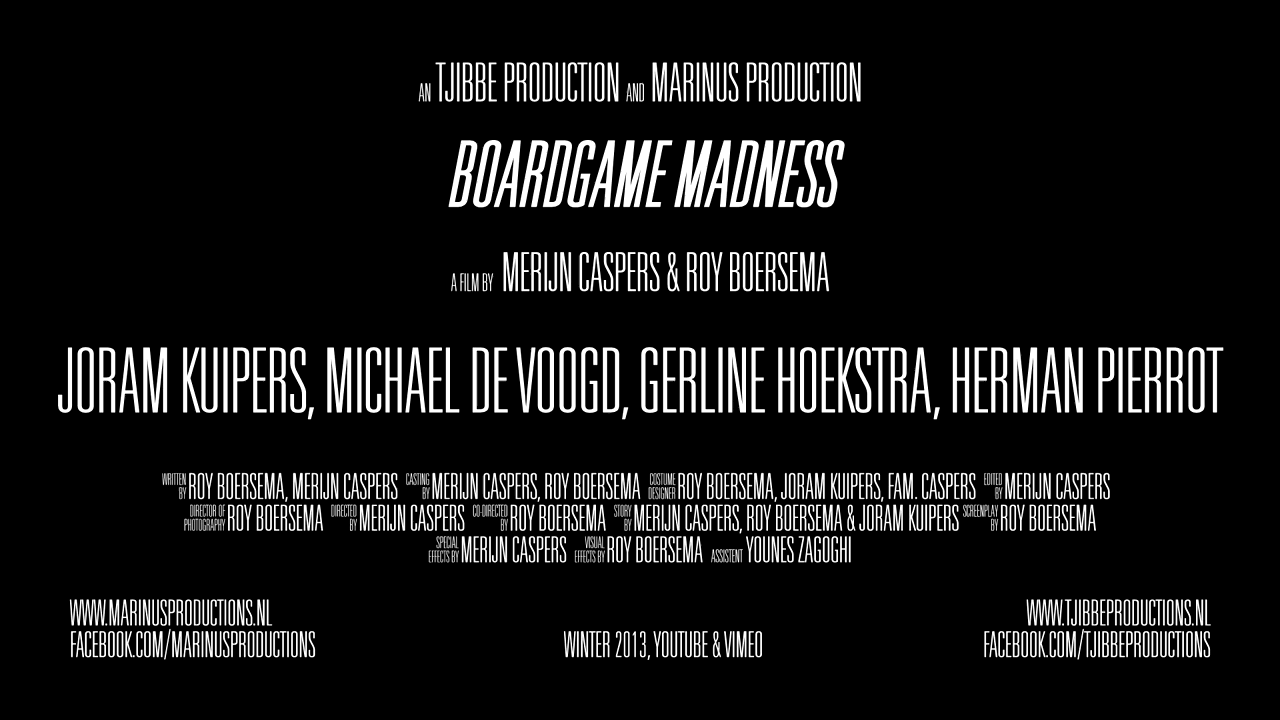 AN TJIBBE PRODUCTION AND MARINUS PRODUCTION
BOARDGAME MADNESS
A FILM BY MERIJN CASPERS & ROY BOERSEMA
JORAM KUIPERS, MICHAEL DE VOOGD, GERLINE HOEKSTRA, HERMAN PIERROT
WRITTEN BY ROY BOERSEMA, MERIJN CASPERS CASTING BY MERIJN CASPERS, ROY BOERSEMA COSTUME DESIGNER ROY BOERSEMA, JORAM KUIPERS, FAM. CASPERS EDITED BY MERIJN CASPERS
DIRECTOR OF PHOTOGRAPHY ROY BOERSEMA DIRECTED BY MERIJN CASPERS CO-DIRECTED BY ROY BOERSEMA STORY BY MERIJN CASPERS, ROY BOERSEMA & JORAM KUIPERS SCREENPLAY BY ROY BOERSEMA
SPECIAL EFFECTS BY MERIJN CASPERS VISUAL EFFECTS BY ROY BOERSEMA ASSISTENT YOUNES ZAGOGHI
WWW.MARINUSPRODUCTIONS.NL
FACEBOOK.COM/MARINUSPRODUCTIONS
WINTER 2013, YOUTUBE & VIMEO
WWW.TJIBBEPRODUCTIONS.NL
FACEBOOK.COM/TJIBBEPRODUCTIONS